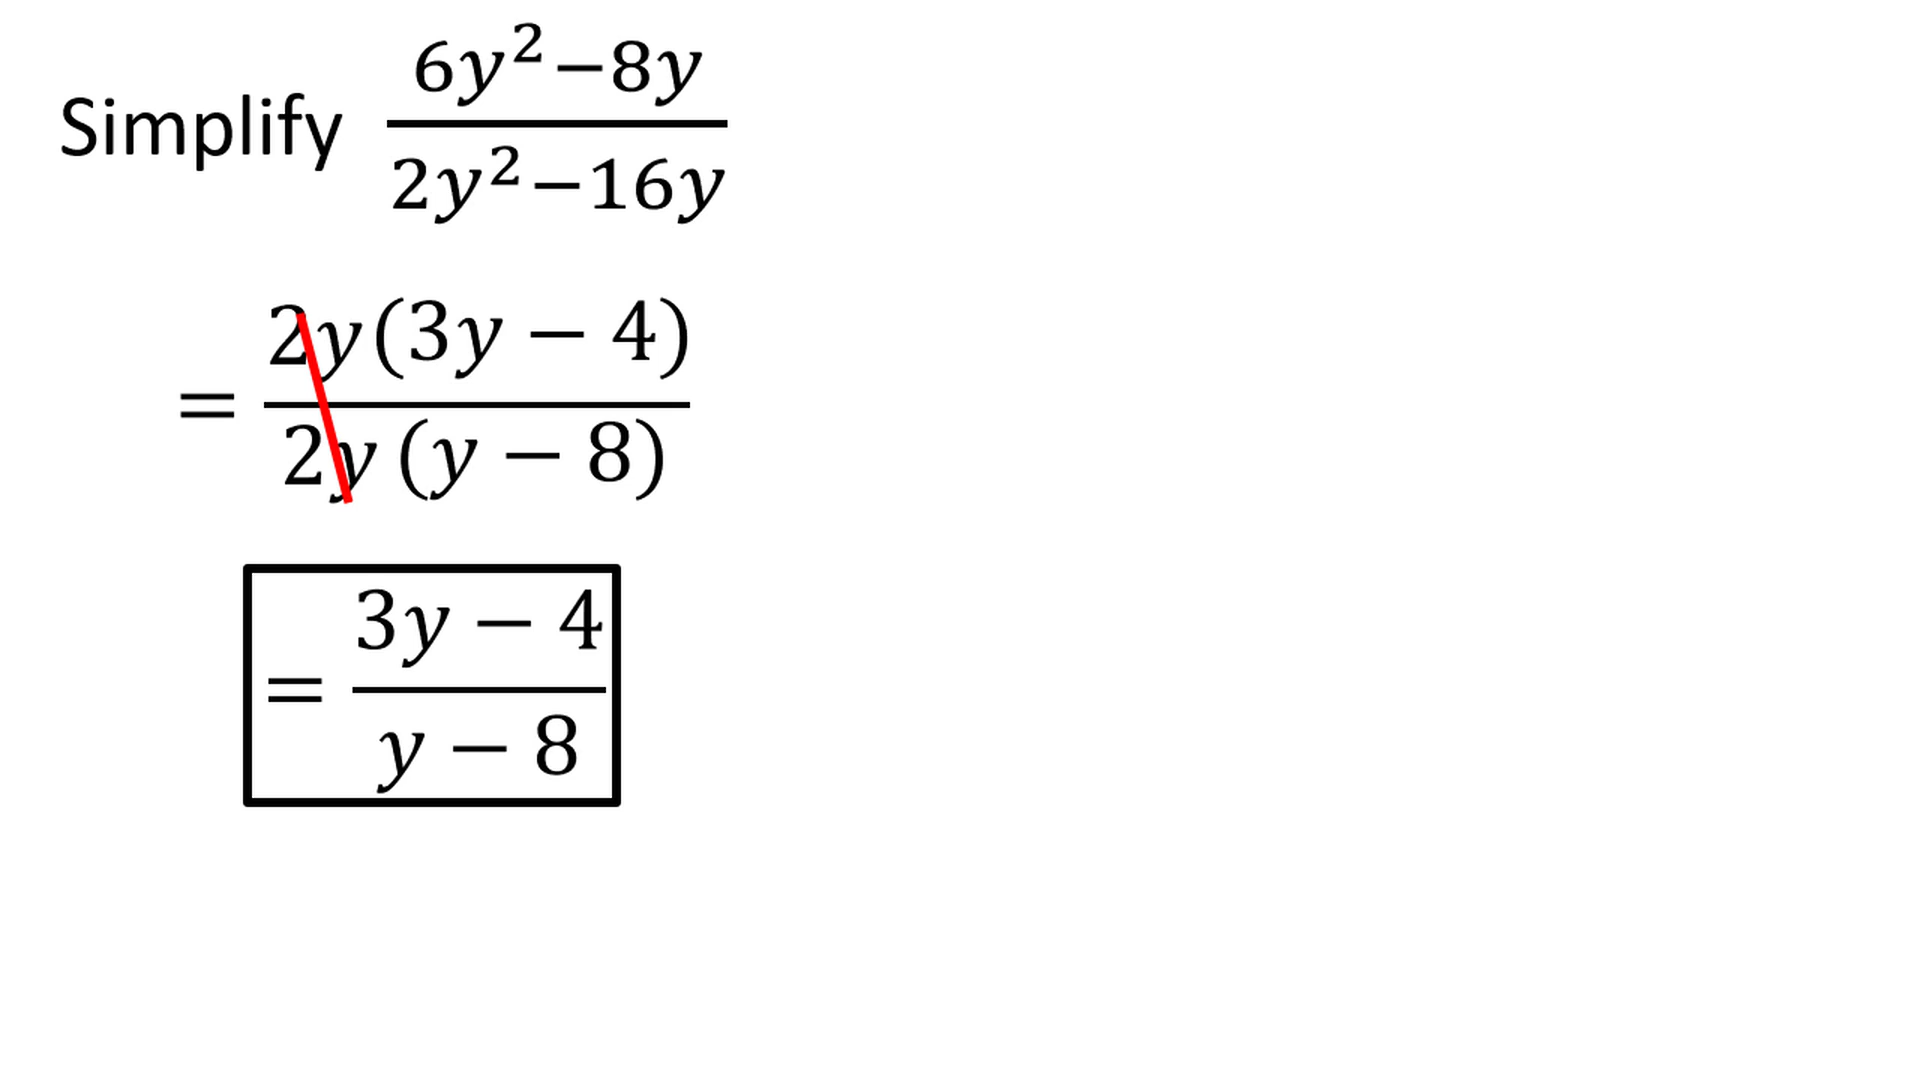 Simplify (6y²−8y)/(2y²−16y)
= (2y(3y − 4))/(2y (y − 8))
= (3y − 4)/(y − 8)